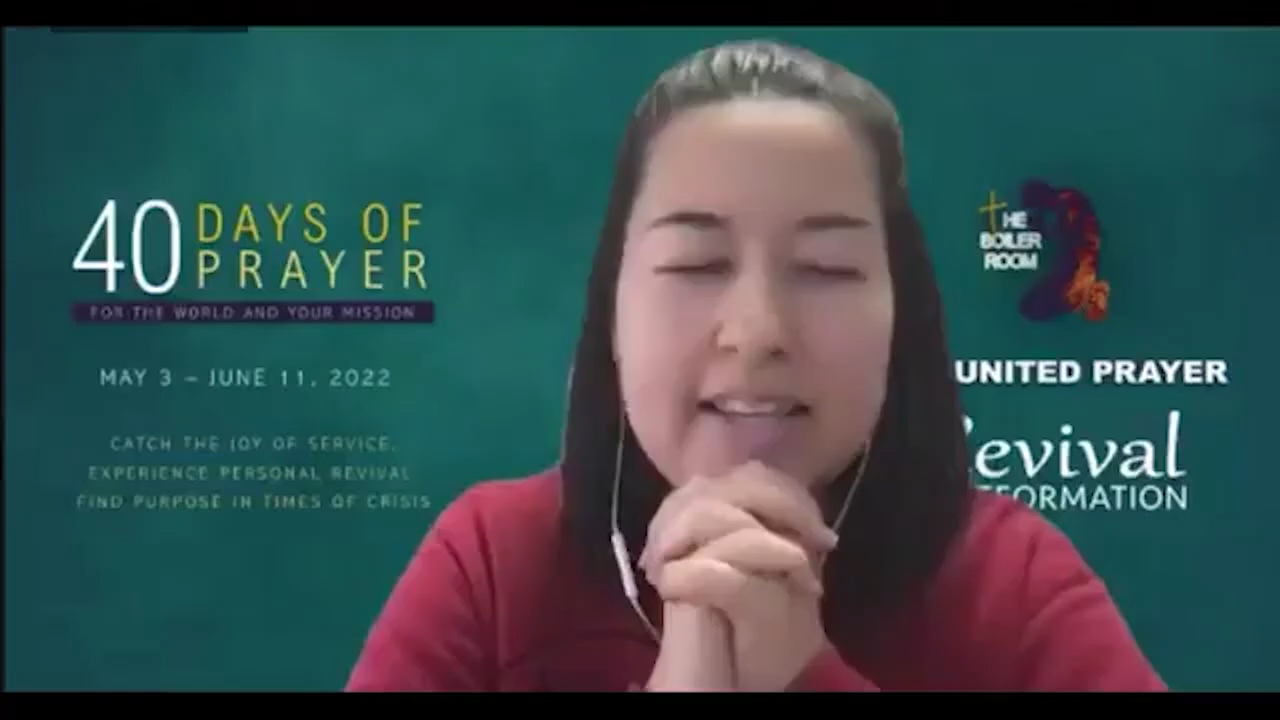 40 DAYS OF
PRAYER
FOR THE WORLD AND YOUR MISSION
MAY 3 – JUNE 11, 2022
CATCH THE JOY OF SERVICE.
EXPERIENCE PERSONAL REVIVAL
FIND PURPOSE IN TIMES OF CRISIS
THE
BOILER
ROOM
UNITED PRAYER
evival
FORMATION